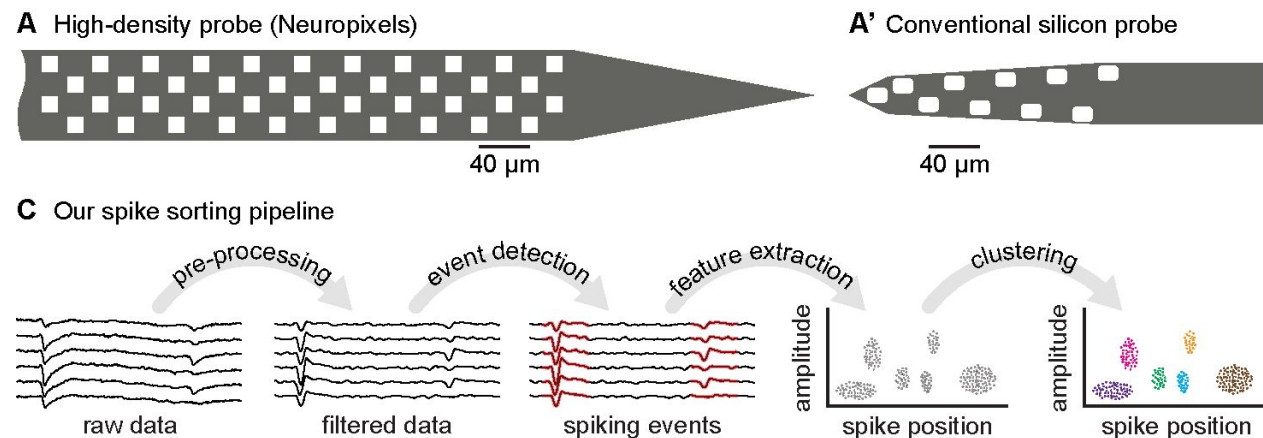 A High-density probe (Neuropixels)
A' Conventional silicon probe
40 µm
40 µm
C Our spike sorting pipeline
pre-processing
event detection
feature extraction
clustering
amplitude
amplitude
raw data
filtered data
spiking events
spike position
spike position